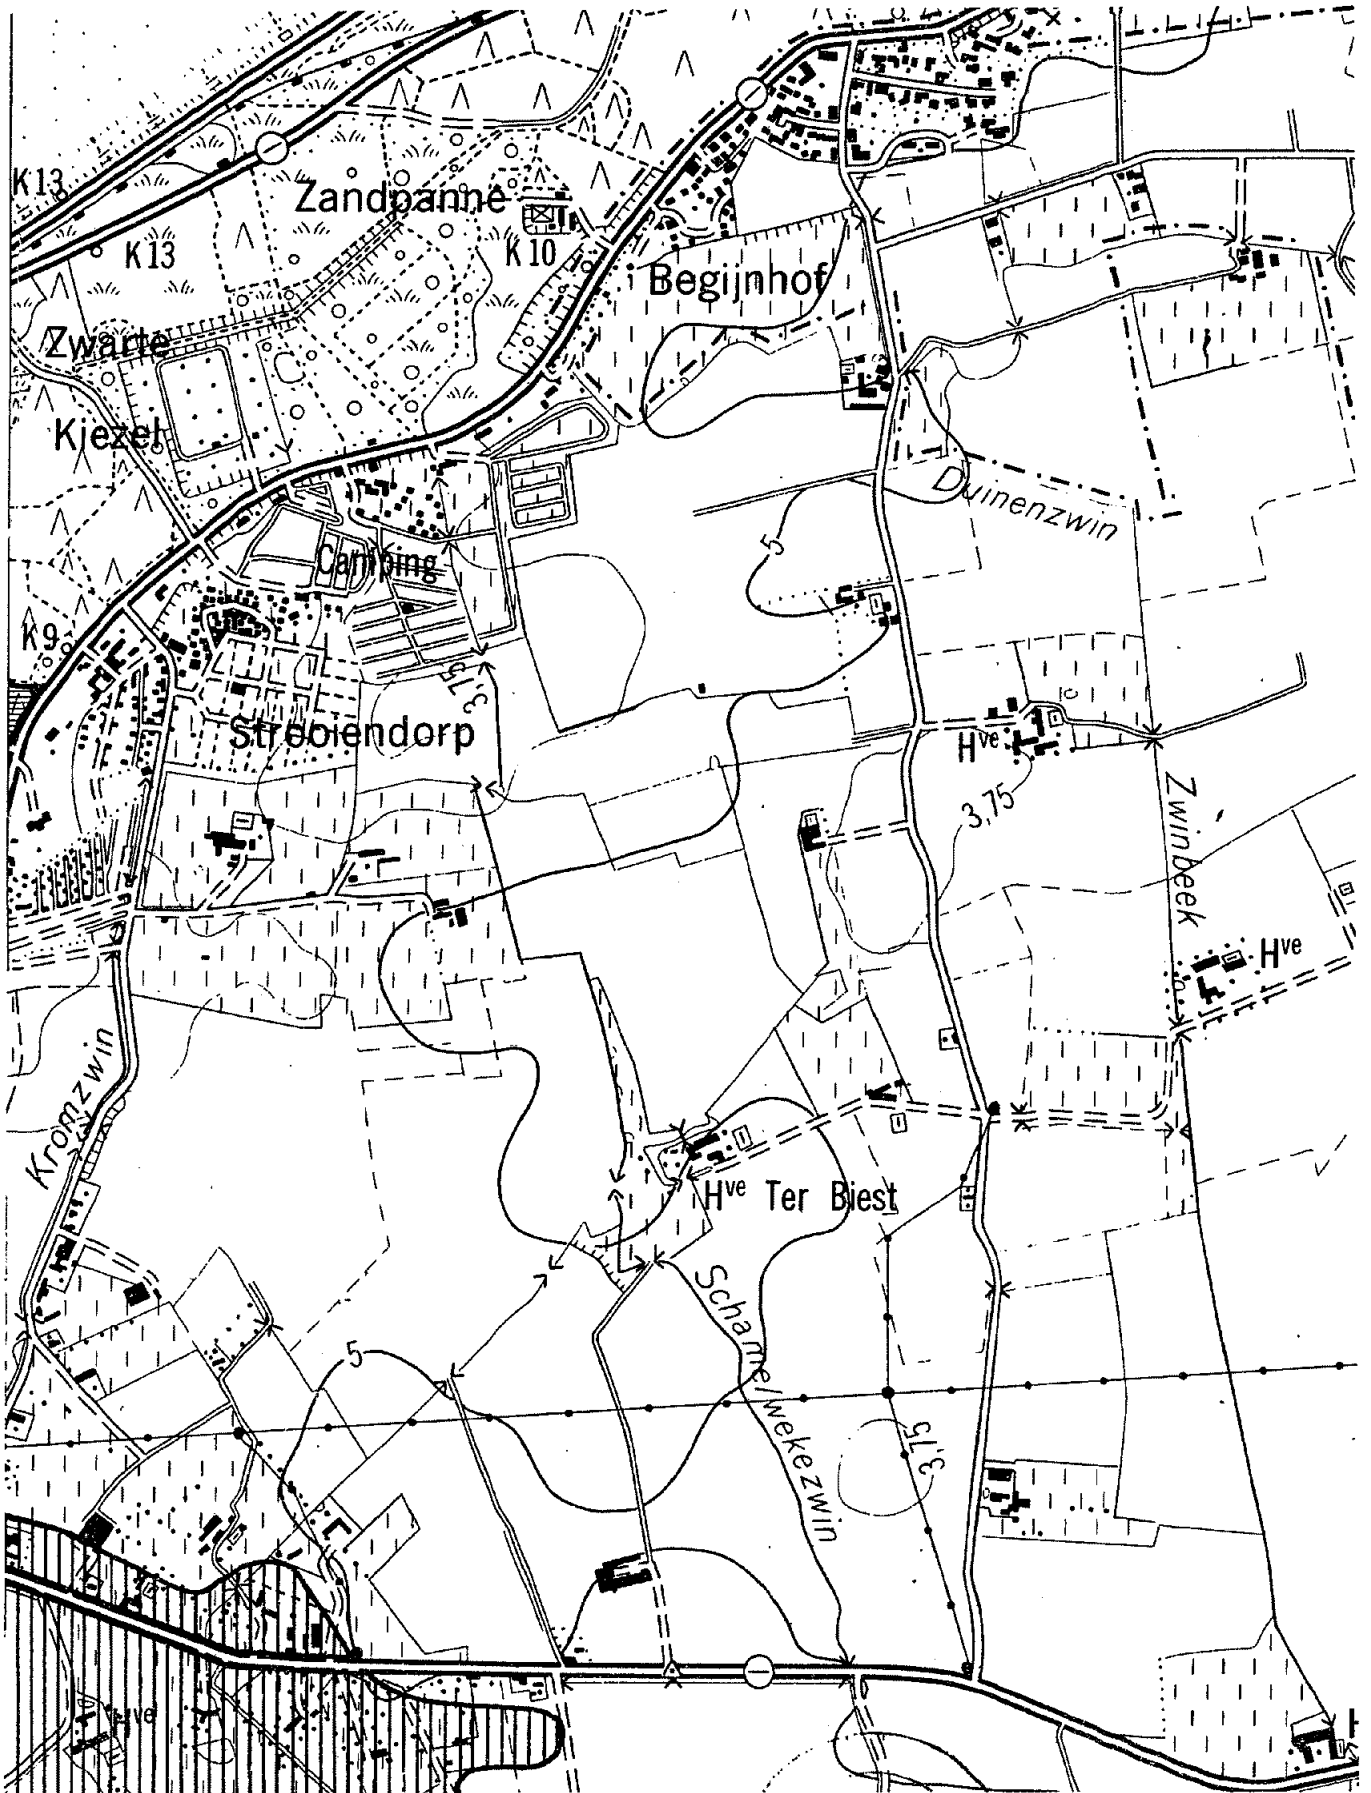 K13
Zandpanne
K13
K10
Begijnhof
Zwarte
Kjezel
Duinenzwin
5
Camping
K9
3,75
Strooiendorp
Hve
3,75
Zwinbeek
Hve
Kromzwin
Hve Ter Biest
Schamelwekezwin
5
3,75
Hve
H